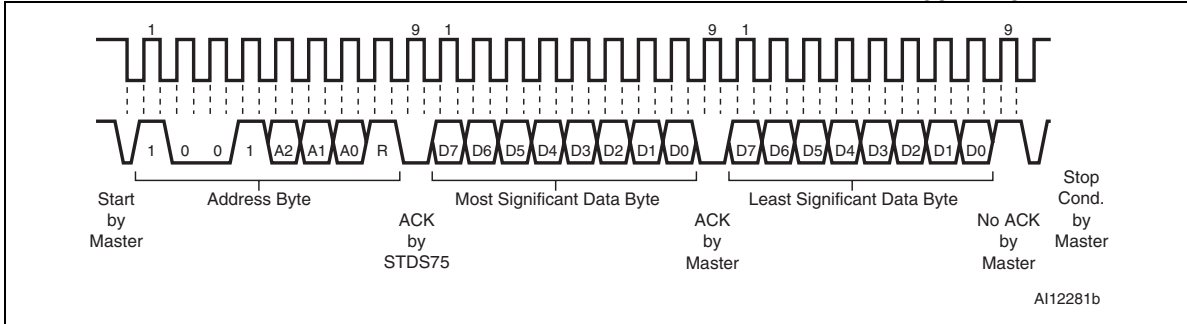 1 9 1 9 1 9
1 0 0 1 A2 A1 A0 R D7 D6 D5 D4 D3 D2 D1 D0 D7 D6 D5 D4 D3 D2 D1 D0
Start
by
Master
Address Byte
ACK
by
STDS75
Most Significant Data Byte
ACK
by
Master
Least Significant Data Byte
No ACK
by
Master
Stop
Cond.
by
Master
AI12281b